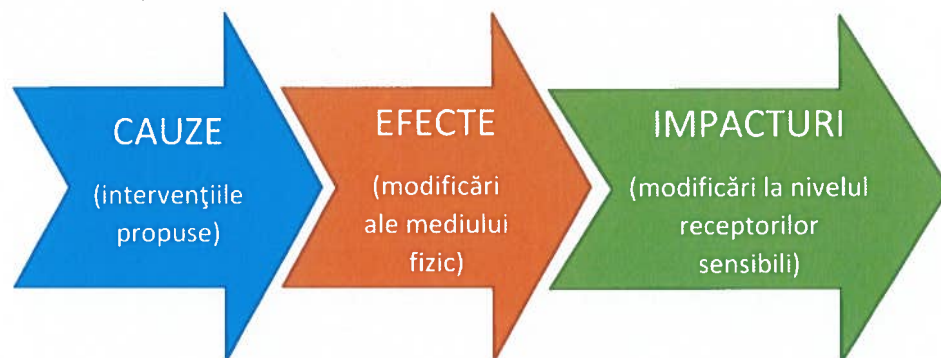 CAUZE
(intervenţiile
propuse)
EFECTE
(modificări
ale mediului
fizic)
IMPACTURI
(modificări la nivelul
receptorilor
sensibili)